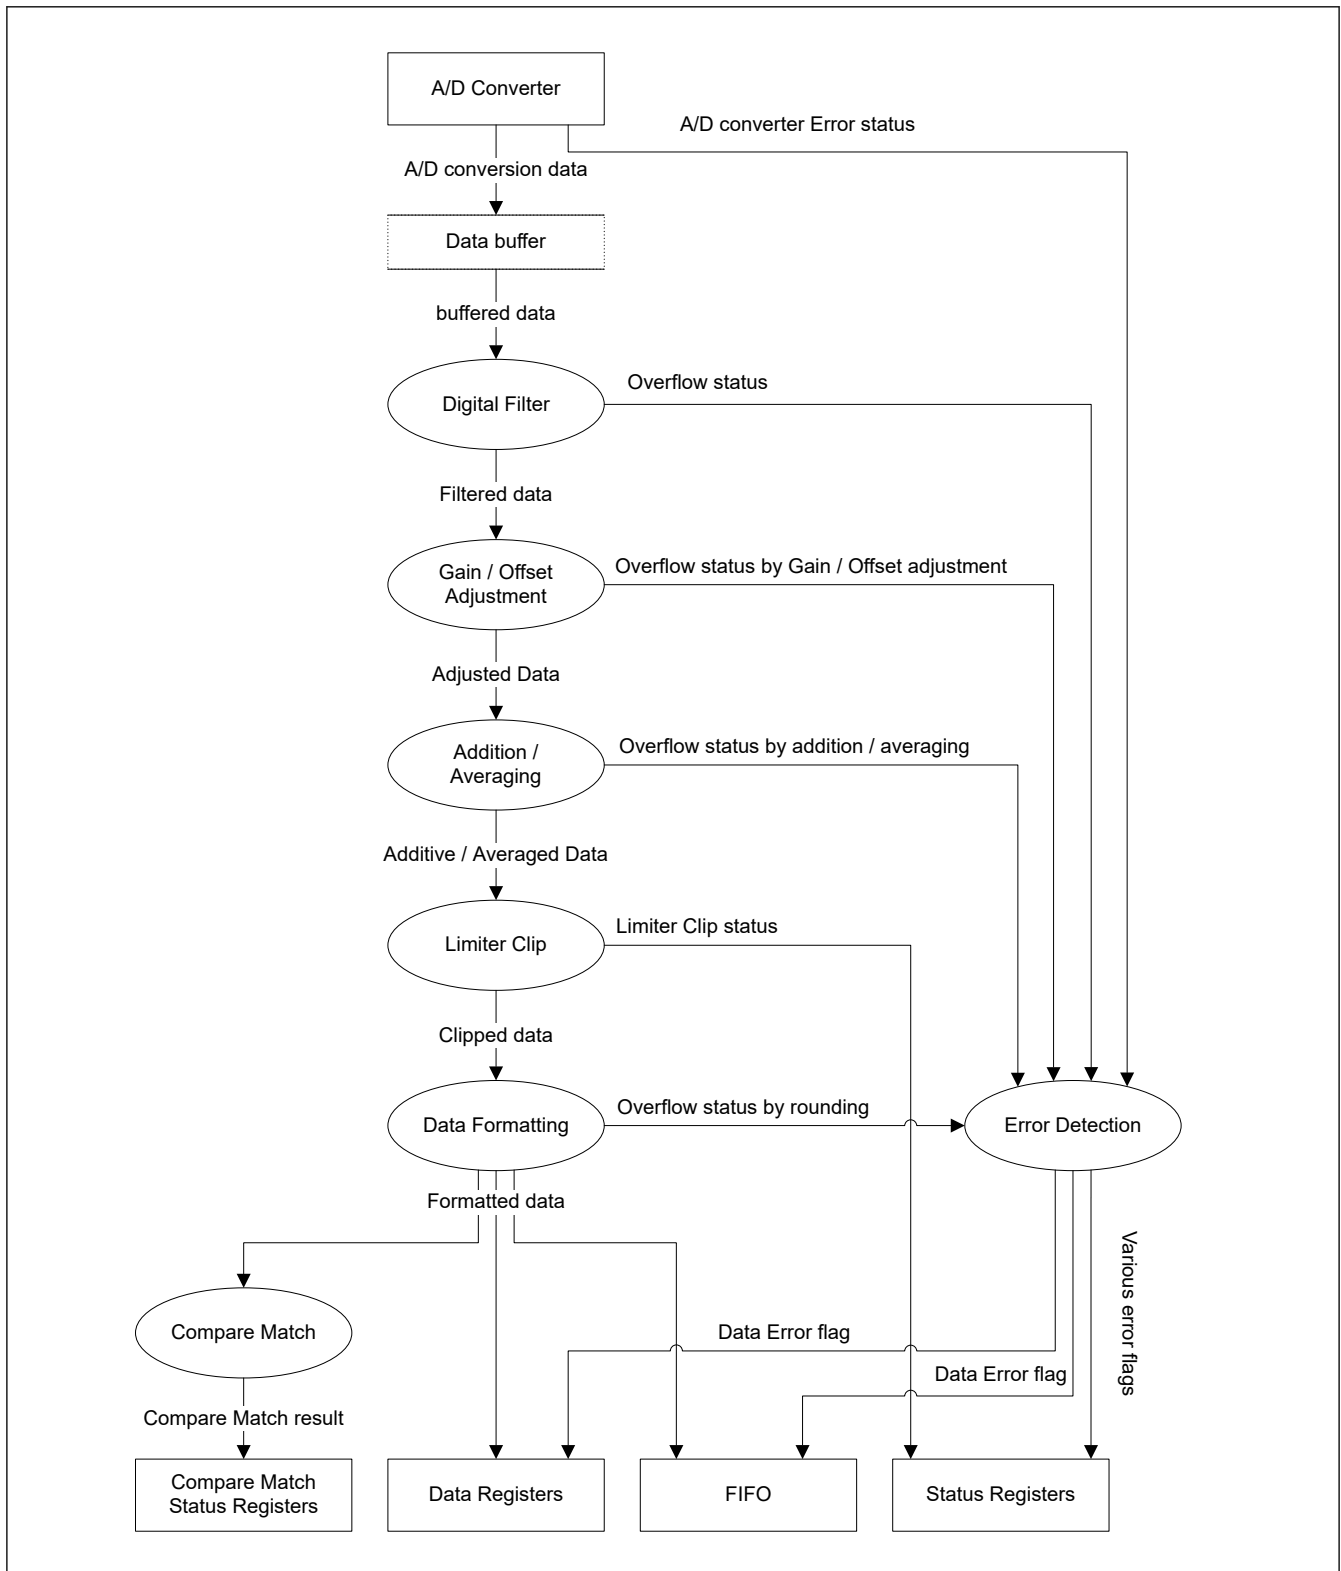 A/D Converter
A/D converter Error status
A/D conversion data
Data buffer
buffered data
Overflow status
Digital Filter
Filtered data
Overflow status by Gain / Offset adjustment
Gain / Offset
Adjustment
Adjusted Data
Overflow status by addition / averaging
Addition /
Averaging
Additive / Averaged Data
Limiter Clip status
Limiter Clip
Clipped data
Overflow status by rounding
Data Formatting
Error Detection
Formatted data
Various error flags
Compare Match
Data Error flag
Data Error flag
Compare Match result
Compare Match
Status Registers
Data Registers
FIFO
Status Registers